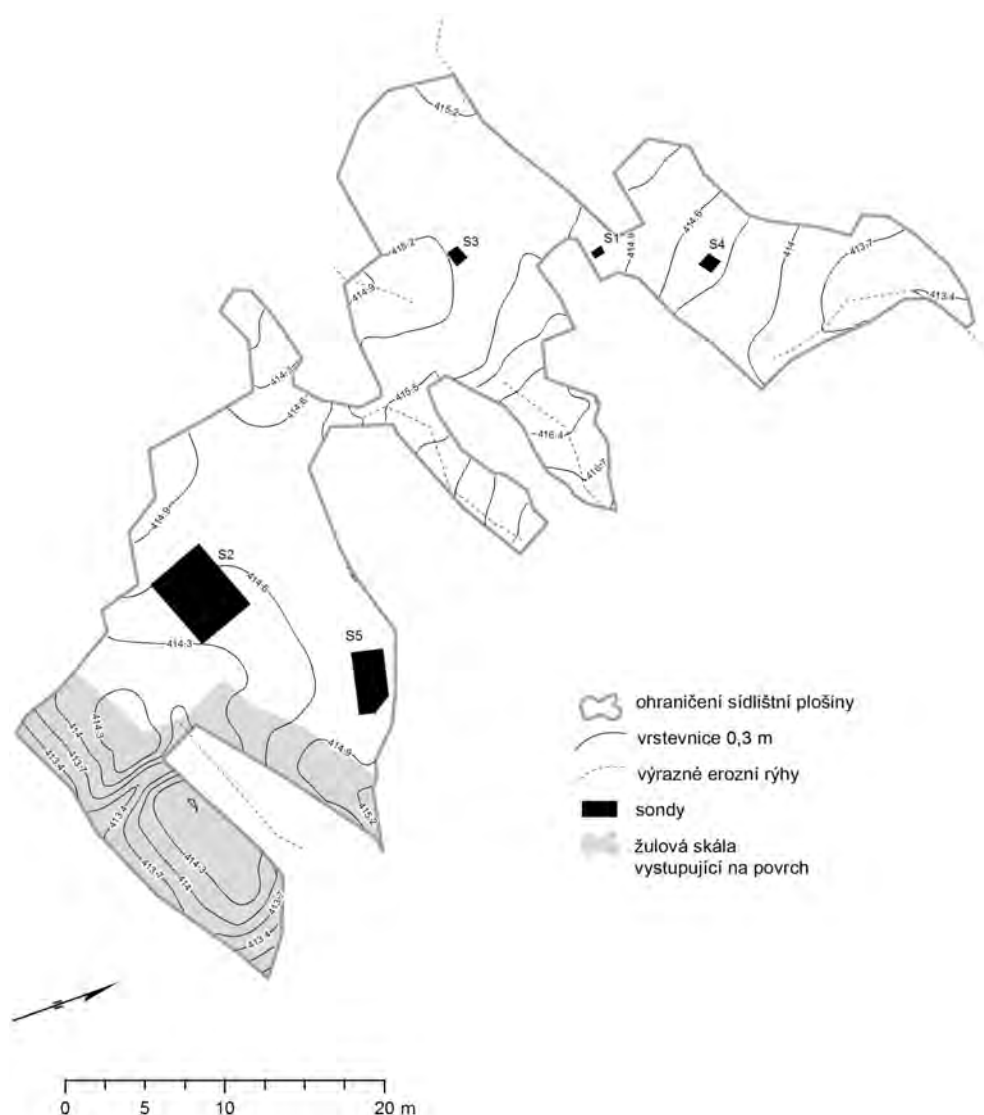 415·2
414·6
S1
414·9
S4
414
413·7
413·4
415·2
S3
414·9
414·3
414·6
415·5
416·4
416·7
414·9
S2
414·6
414·3
S5
414·3
414
413·7
413·4
414·9
415·2
413·4
413·7
414
414·3
413·7
413·4
ohraničení sídlištní plošiny
vrstevnice 0,3 m
výrazné erozní rýhy
sondy
žulová skála
vystupující na povrch
0 5 10 20 m